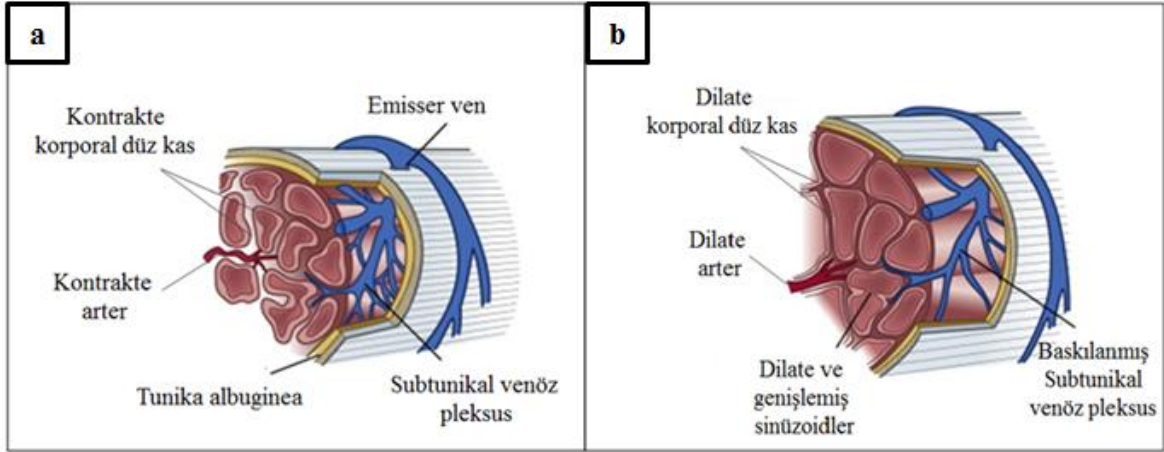 a
Kontrakte
korporal düz kas
Emisser ven
Kontrakte
arter
Tunika albuginea
Subtunikal venöz
pleksus
b
Dilate
korporal düz kas
Dilate
arter
Dilate ve
genişlemiş
sinüzoidler
Baskılanmış
Subtunikal
venöz pleksus